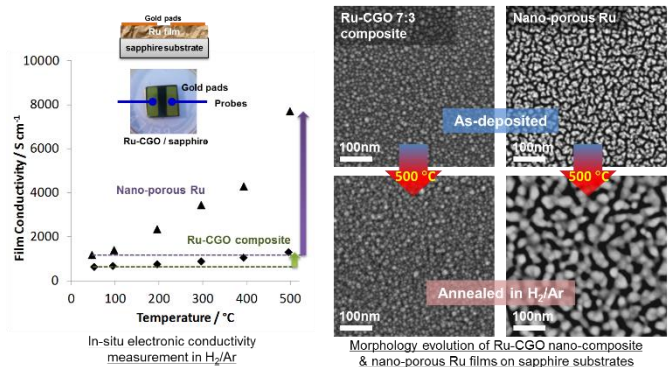 Gold pads
Ru film
sapphire substrate
Gold pads
Probes
Ru-CGO / sapphire
Film Conductivity / S cm⁻¹
10000
8000
6000
4000
2000
0
Nano-porous Ru
Ru-CGO composite
0 100 200 300 400 500
Temperature / °C
In-situ electronic conductivity
measurement in H₂/Ar
Ru-CGO 7:3
composite
Nano-porous Ru
As-deposited
100nm
100nm
500 °C
500 °C
Annealed in H₂/Ar
100nm
100nm
Morphology evolution of Ru-CGO nano-composite
& nano-porous Ru films on sapphire substrates